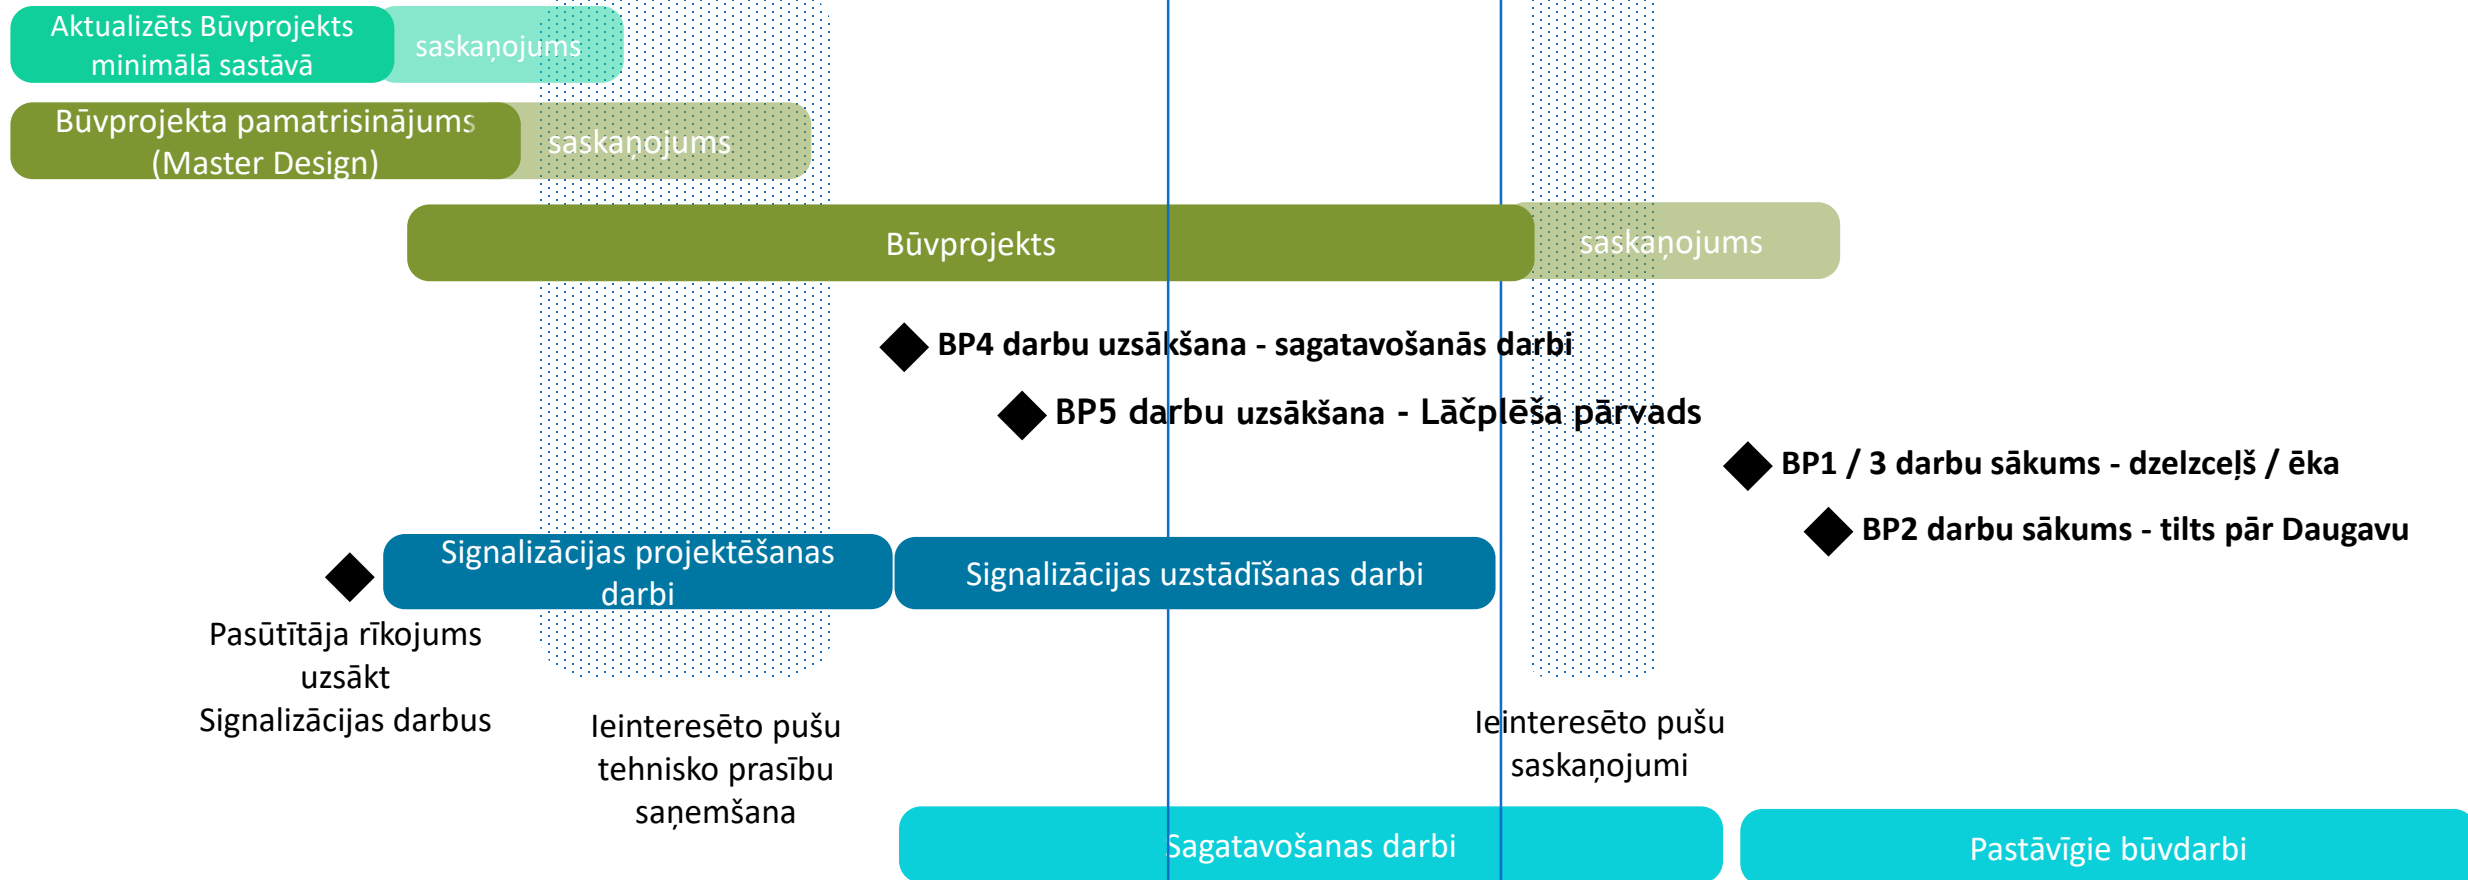 Aktualizēts Būvprojekts
minimālā sastāvā
saskaņojums
Būvprojekta pamatrisinājums
(Master Design)
saskaņojums
Būvprojekts
saskaņojums
BP4 darbu uzsākšana - sagatavošanās darbi
BP5 darbu uzsākšana - Lāčplēša pārvads
BP1 / 3 darbu sākums - dzelzceļš / ēka
BP2 darbu sākums - tilts pār Daugavu
Signalizācijas projektēšanas
darbi
Signalizācijas uzstādīšanas darbi
Pasūtītāja rīkojums
uzsākt
Signalizācijas darbus
Ieinteresēto pušu
tehnisko prasību
saņemšana
Ieinteresēto pušu
saskaņojumi
Sagatavošanas darbi
Pastāvīgie būvdarbi